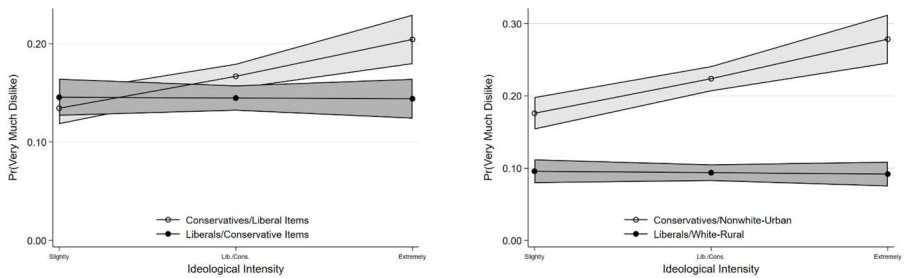 Pr(Very Much Dislike)
0.20
0.10
0.00
Conservatives/Liberal Items
Liberals/Conservative Items
Slightly
Lib./Cons.
Extremely
Ideological Intensity
Pr(Very Much Dislike)
0.30
0.20
0.10
0.00
Conservatives/Nonwhite-Urban
Liberals/White-Rural
Slightly
Lib./Cons.
Extremely
Ideological Intensity